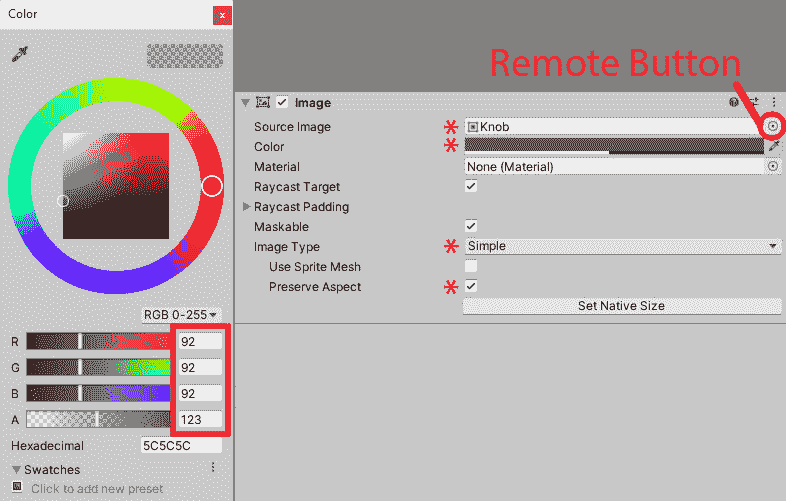 Color
x
RGB 0-255
R 92
G 92
B 92
A 123
Hexadecimal 5C5C5C
Swatches
Click to add new preset
Remote Button
Image
Source Image Knob
Color
Material None (Material)
Raycast Target
Raycast Padding
Maskable
Image Type Simple
Use Sprite Mesh
Preserve Aspect
Set Native Size